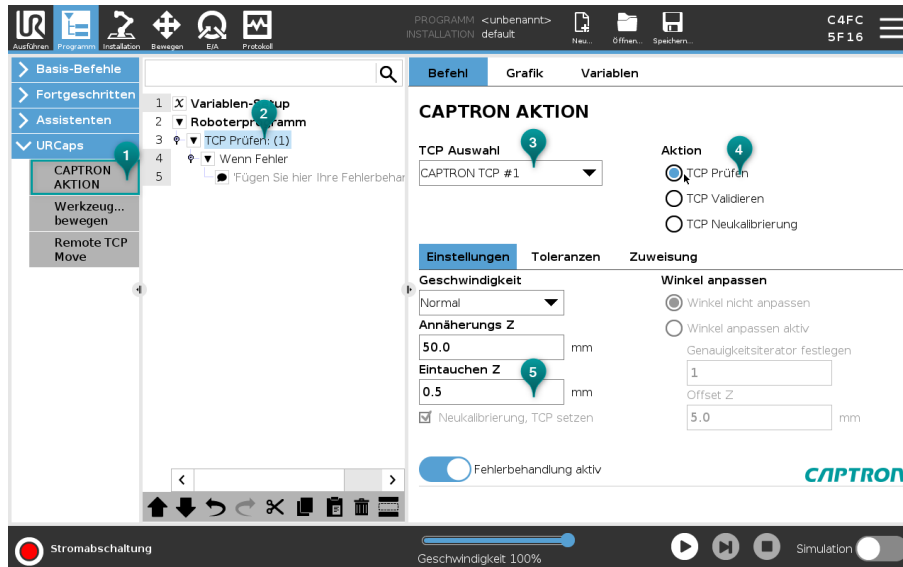 PROGRAMM <unbenannt>
INSTALLATION default
C4FC
5F16
Ausführen Programm Installation Bewegen E/A Protokoll Neu... Öffnen... Speichern...
Basis-Befehle
Fortgeschritten
Assistenten
URCaps
1
CAPTRON AKTION
Werkzeug... bewegen
Remote TCP Move
1 X Variablen-Setup
2
2 Roboterprogramm
3 TCP Prüfen: (1)
4 Wenn Fehler
5 'Fügen Sie hier Ihre Fehlerbehar
Befehl Grafik Variablen
CAPTRON AKTION
TCP Auswahl
3
CAPTRON TCP #1
Aktion
4
TCP Prüfen
TCP Validieren
TCP Neukalibrierung
Einstellungen Toleranzen Zuweisung
Geschwindigkeit
Normal
Annäherungs Z
50.0 mm
Eintauchen Z
5
0.5 mm
Neukalibrierung, TCP setzen
Winkel anpassen
Winkel nicht anpassen
Winkel anpassen aktiv
Genauigkeitsiterator festlegen
1
Offset Z
5.0 mm
Fehlerbehandlung aktiv
CAPTRON
Stromabschaltung
Geschwindigkeit 100%
Simulation